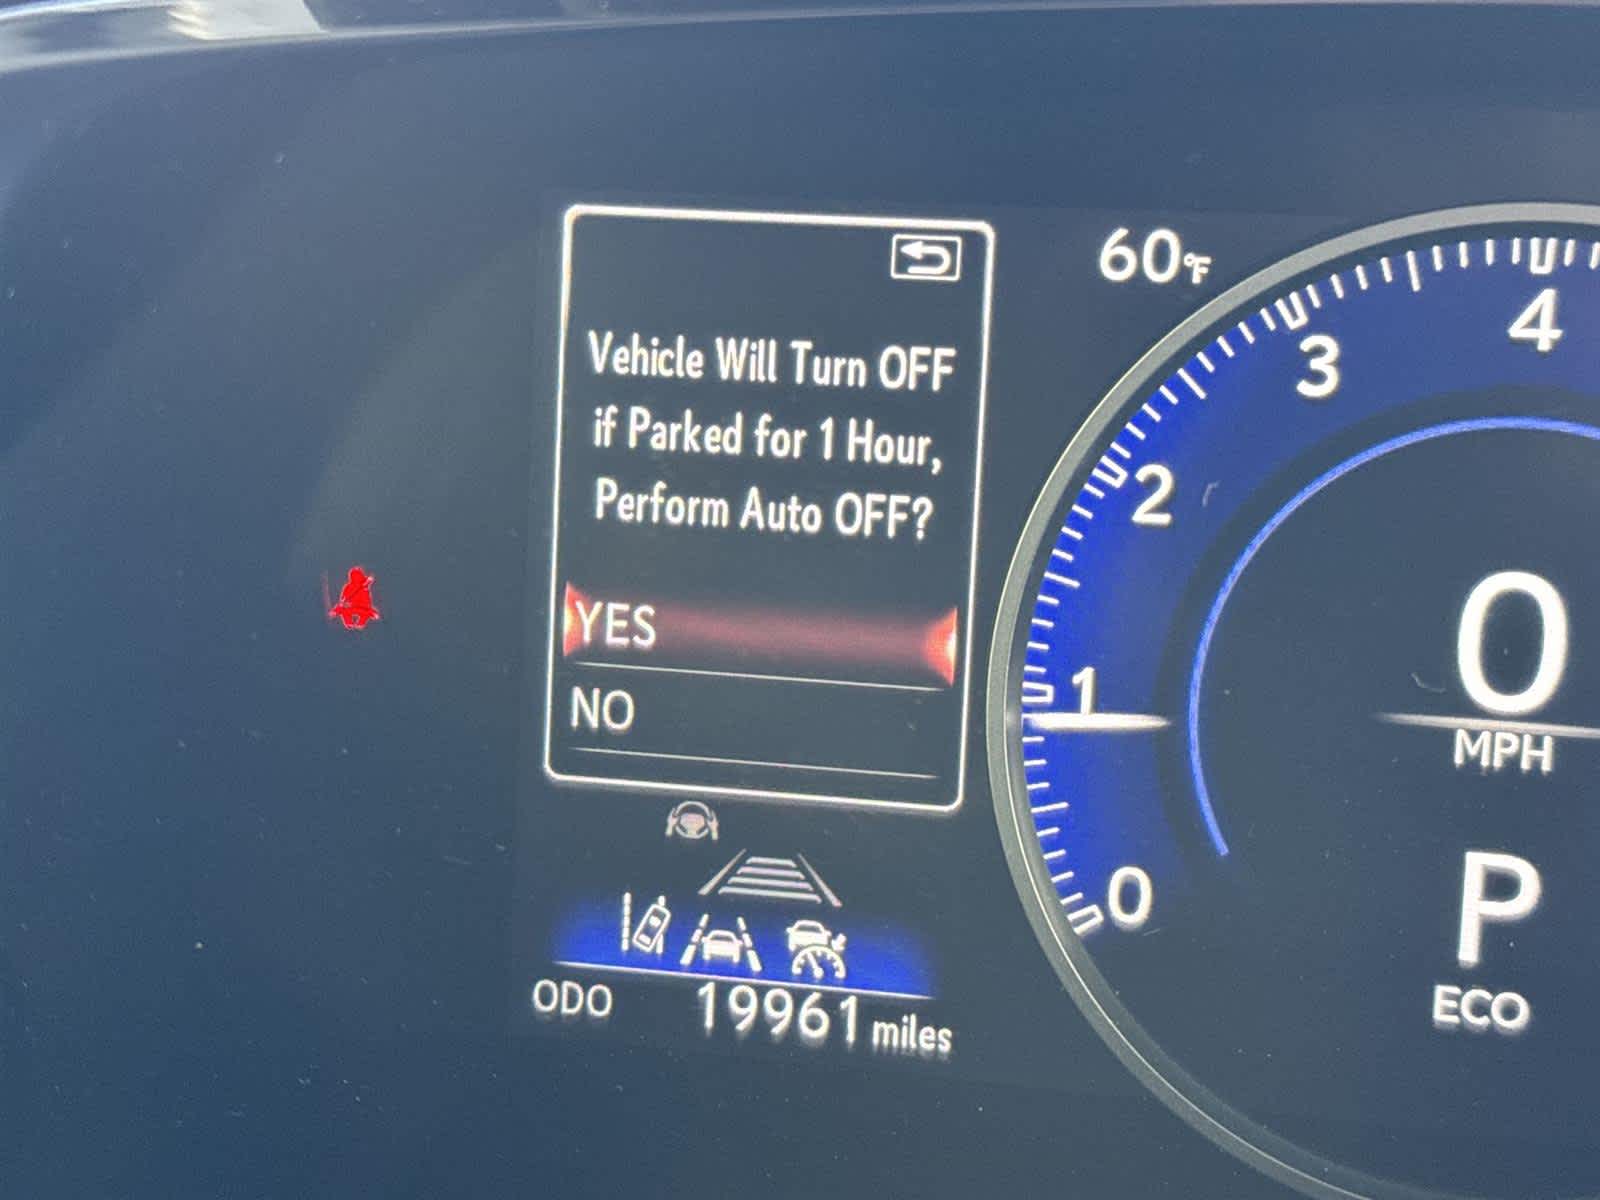 Vehicle Will Turn OFF
if Parked for 1 Hour,
Perform Auto OFF?
YES
NO
ODO 19961 miles
60°F
4
3
2
1
0
0
MPH
P
ECO